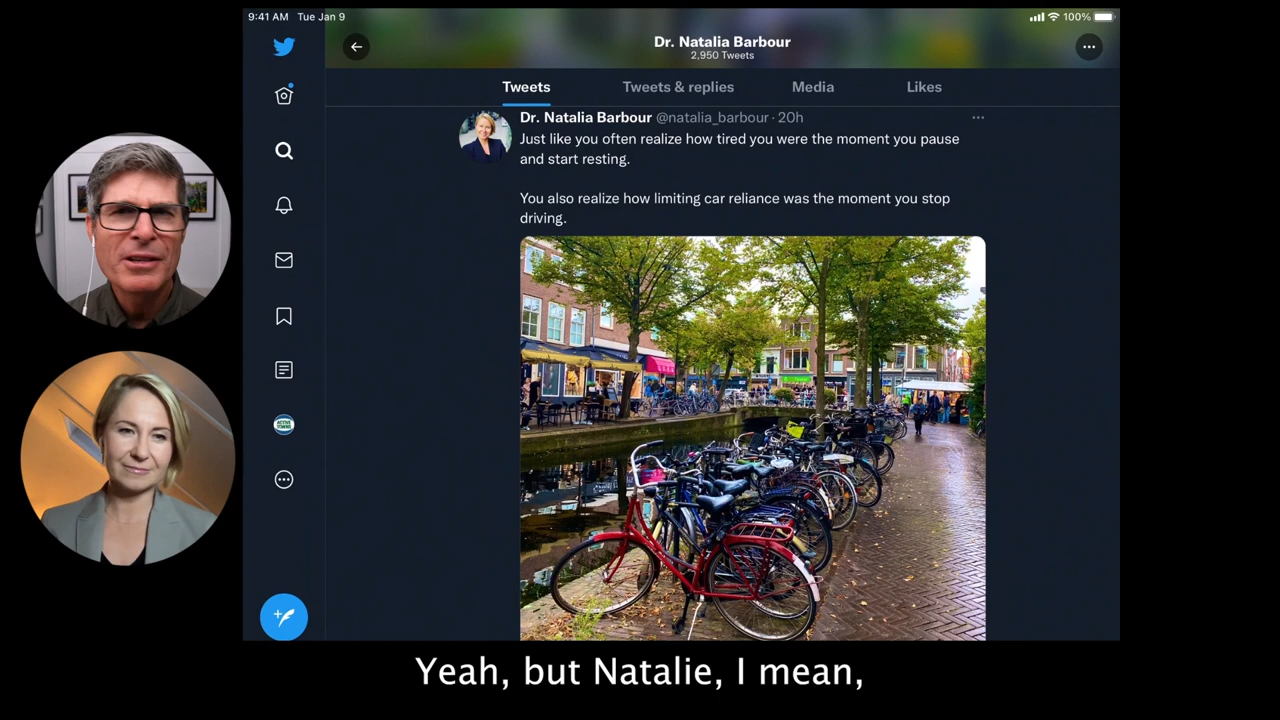 9:41 AM Tue Jan 9
100%
Dr. Natalia Barbour
2,950 Tweets
Tweets
Tweets & replies
Media
Likes
Dr. Natalia Barbour @natalia_barbour · 20h
Just like you often realize how tired you were the moment you pause
and start resting.
You also realize how limiting car reliance was the moment you stop
driving.
ACTIVE
TOWNS
Yeah, but Natalie, I mean,